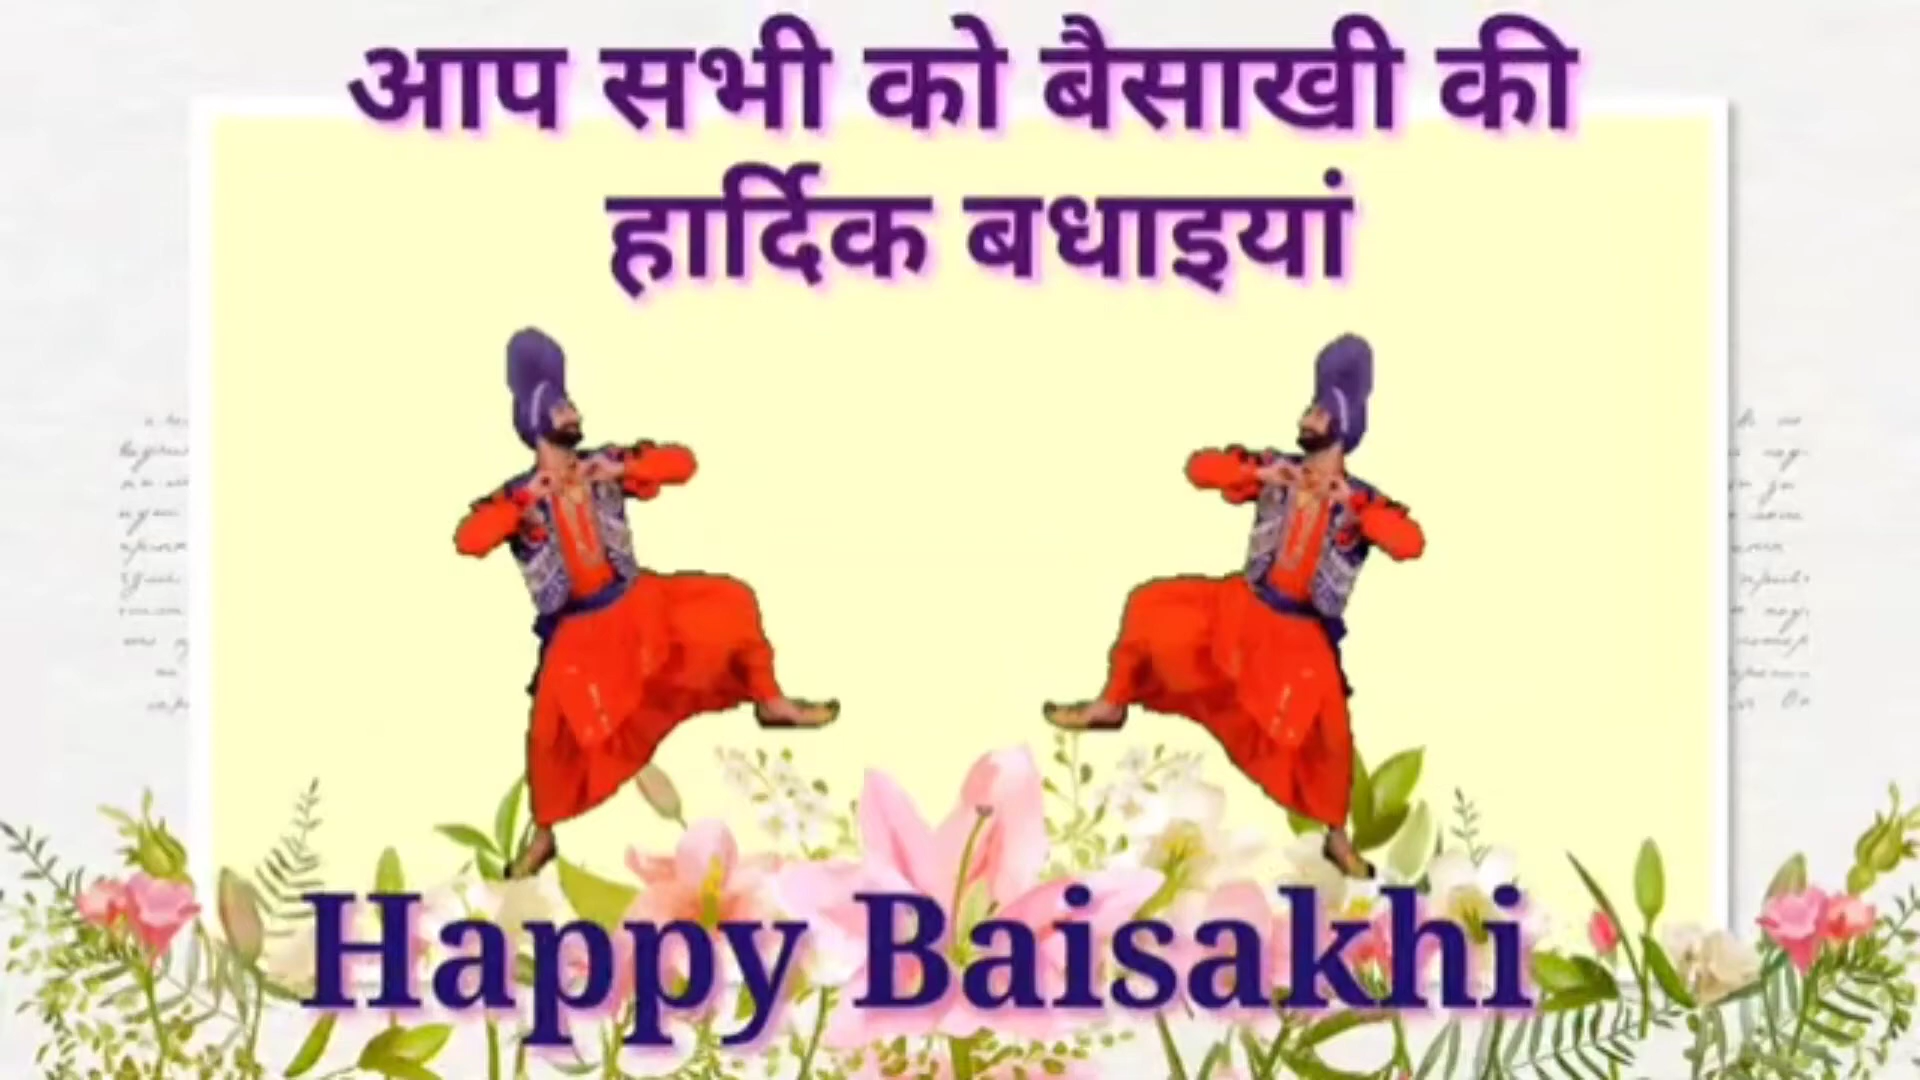 आप सभी को बैसाखी की
हार्दिक बधाइयां
Happy Baisakhi